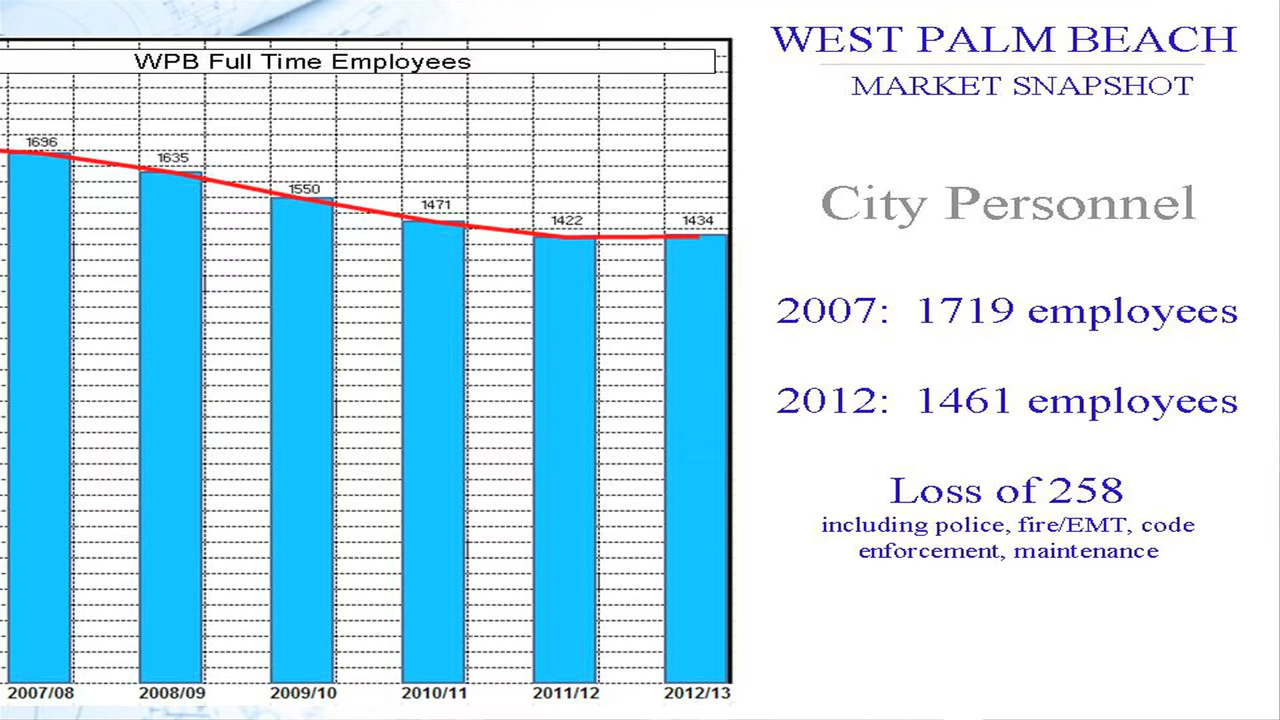 WPB Full Time Employees
1696
1635
1550
1471
1422
1434
2007/08
2008/09
2009/10
2010/11
2011/12
2012/13
WEST PALM BEACH
MARKET SNAPSHOT
City Personnel
2007: 1719 employees
2012: 1461 employees
Loss of 258
including police, fire/EMT, code
enforcement, maintenance